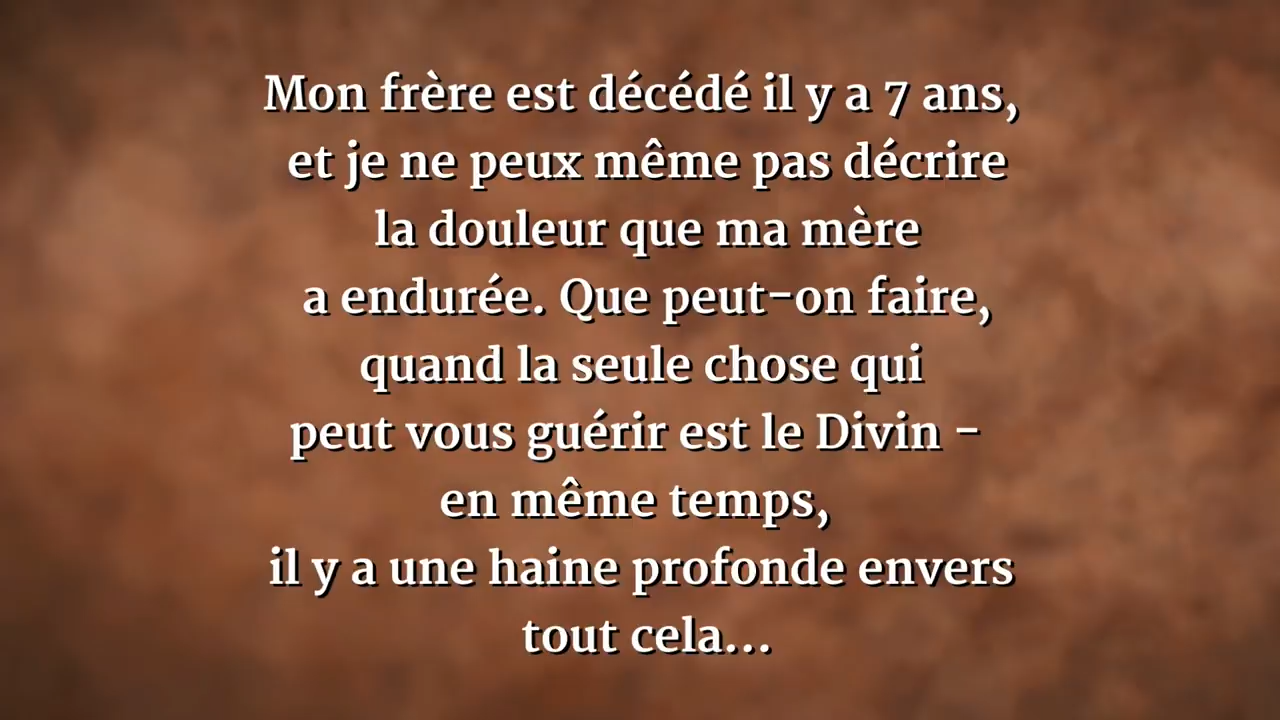 Mon frère est décédé il y a 7 ans,
et je ne peux même pas décrire
la douleur que ma mère
a endurée. Que peut-on faire,
quand la seule chose qui
peut vous guérir est le Divin -
en même temps,
il y a une haine profonde envers
tout cela...